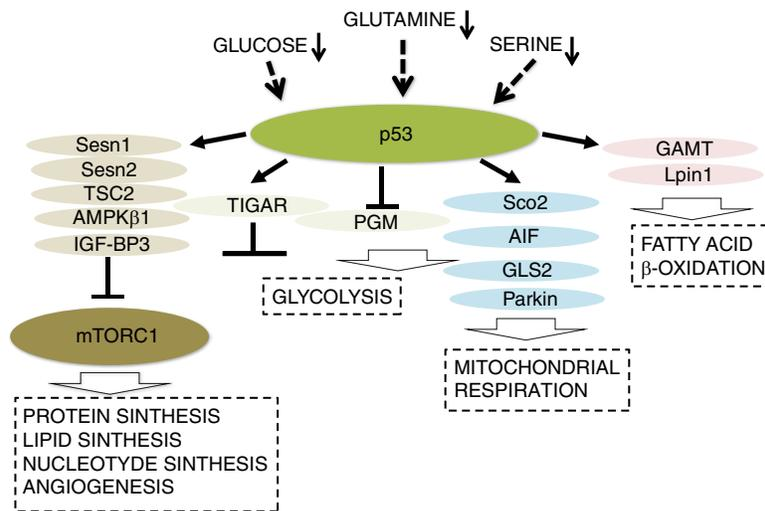 GLUTAMINE
GLUCOSE
SERINE
p53
Sesn1
Sesn2
TSC2
AMPKβ1
IGF-BP3
mTORC1
PROTEIN SINTHESIS
LIPID SINTHESIS
NUCLEOTYDE SINTHESIS
ANGIOGENESIS
TIGAR
PGM
GLYCOLYSIS
Sco2
AIF
GLS2
Parkin
MITOCHONDRIAL
RESPIRATION
GAMT
Lpin1
FATTY ACID
β-OXIDATION